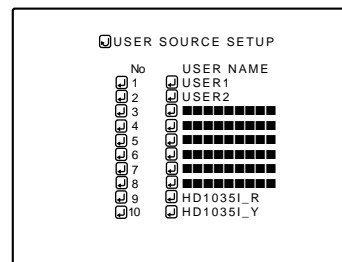 USER SOURCE SETUP
No USER NAME
1 USER1
2 USER2
3 ■■■■■■■■■
4 ■■■■■■■■■
5 ■■■■■■■■■
6 ■■■■■■■■■
7 ■■■■■■■■■
8 ■■■■■■■■■
9 HD1035I_R
10 HD1035I_Y